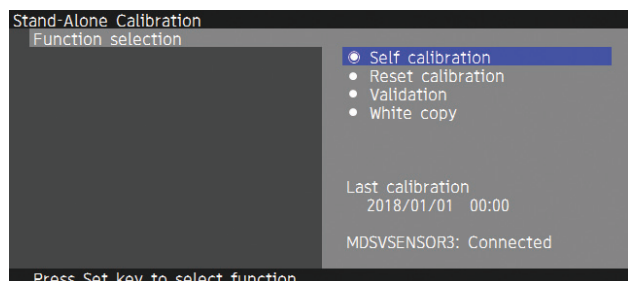 Stand-Alone Calibration
Function selection
Self calibration
Reset calibration
Validation
White copy
Last calibration
2018/01/01 00:00
MDSVSENSOR3: Connected
Press Set key to select function